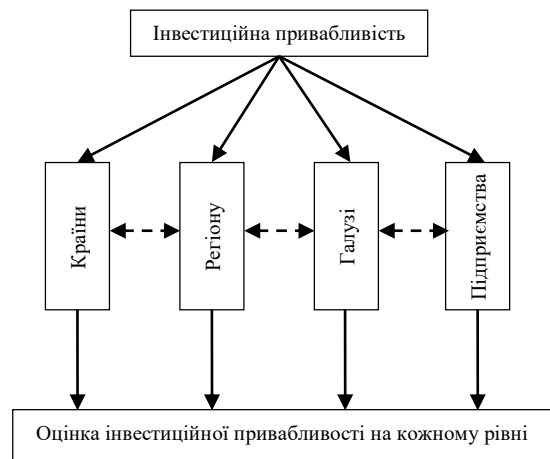 Інвестиційна привабливість
Країни
Регіону
Галузі
Підприємства
Оцінка інвестиційної привабливості на кожному рівні